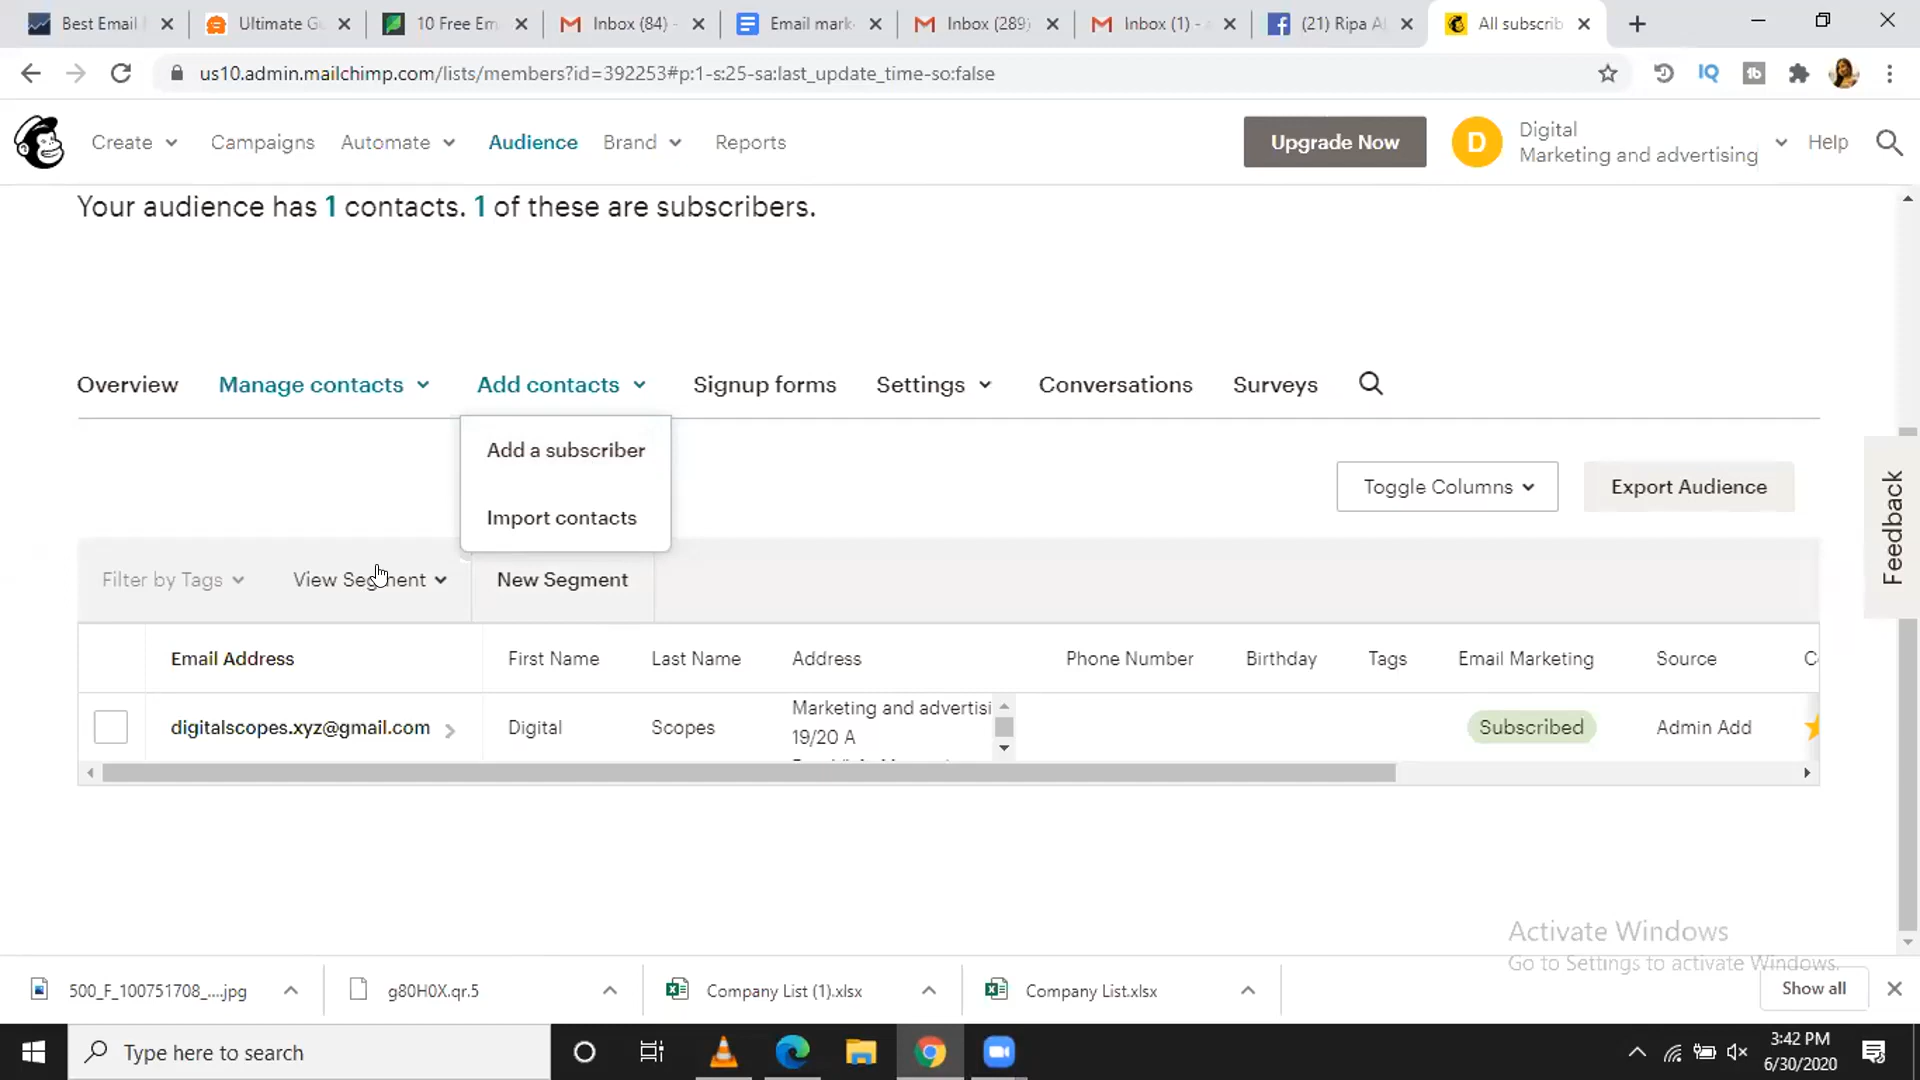 Best Email
Ultimate G
10 Free Em
Inbox (84) -
Email mark
Inbox (289)
Inbox (1) -
(21) Ripa A
All subscrib
us10.admin.mailchimp.com/lists/members?id=392253#p:1-s:25-sa:last_update_time-so:false
IQ
tb
Create
Campaigns
Automate
Audience
Brand
Reports
Upgrade Now
D
Digital
Marketing and advertising
Help
Your audience has 1 contacts. 1 of these are subscribers.
Overview
Manage contacts
Add contacts
Signup forms
Settings
Conversations
Surveys
Add a subscriber
Import contacts
Toggle Columns
Export Audience
Feedback
Filter by Tags
View Segment
New Segment
Email Address
First Name
Last Name
Address
Phone Number
Birthday
Tags
Email Marketing
Source
C
digitalscopes.xyz@gmail.com
Digital
Scopes
Marketing and advertisi
19/20 A
Subscribed
Admin Add
Activate Windows
Go to Settings to activate Windows.
500_F_100751708_....jpg
g80H0X.qr.5
Company List (1).xlsx
Company List.xlsx
Show all
Type here to search
3:42 PM
6/30/2020